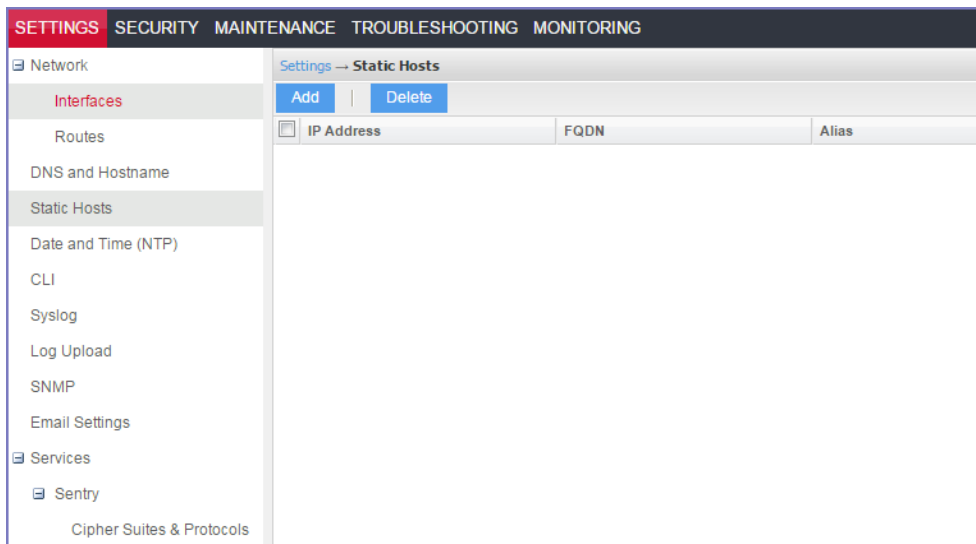 SETTINGS SECURITY MAINTENANCE TROUBLESHOOTING MONITORING
Network
Interfaces
Routes
DNS and Hostname
Static Hosts
Date and Time (NTP)
CLI
Syslog
Log Upload
SNMP
Email Settings
Services
Sentry
Cipher Suites & Protocols
Settings → Static Hosts
Add | Delete
IP Address FQDN Alias